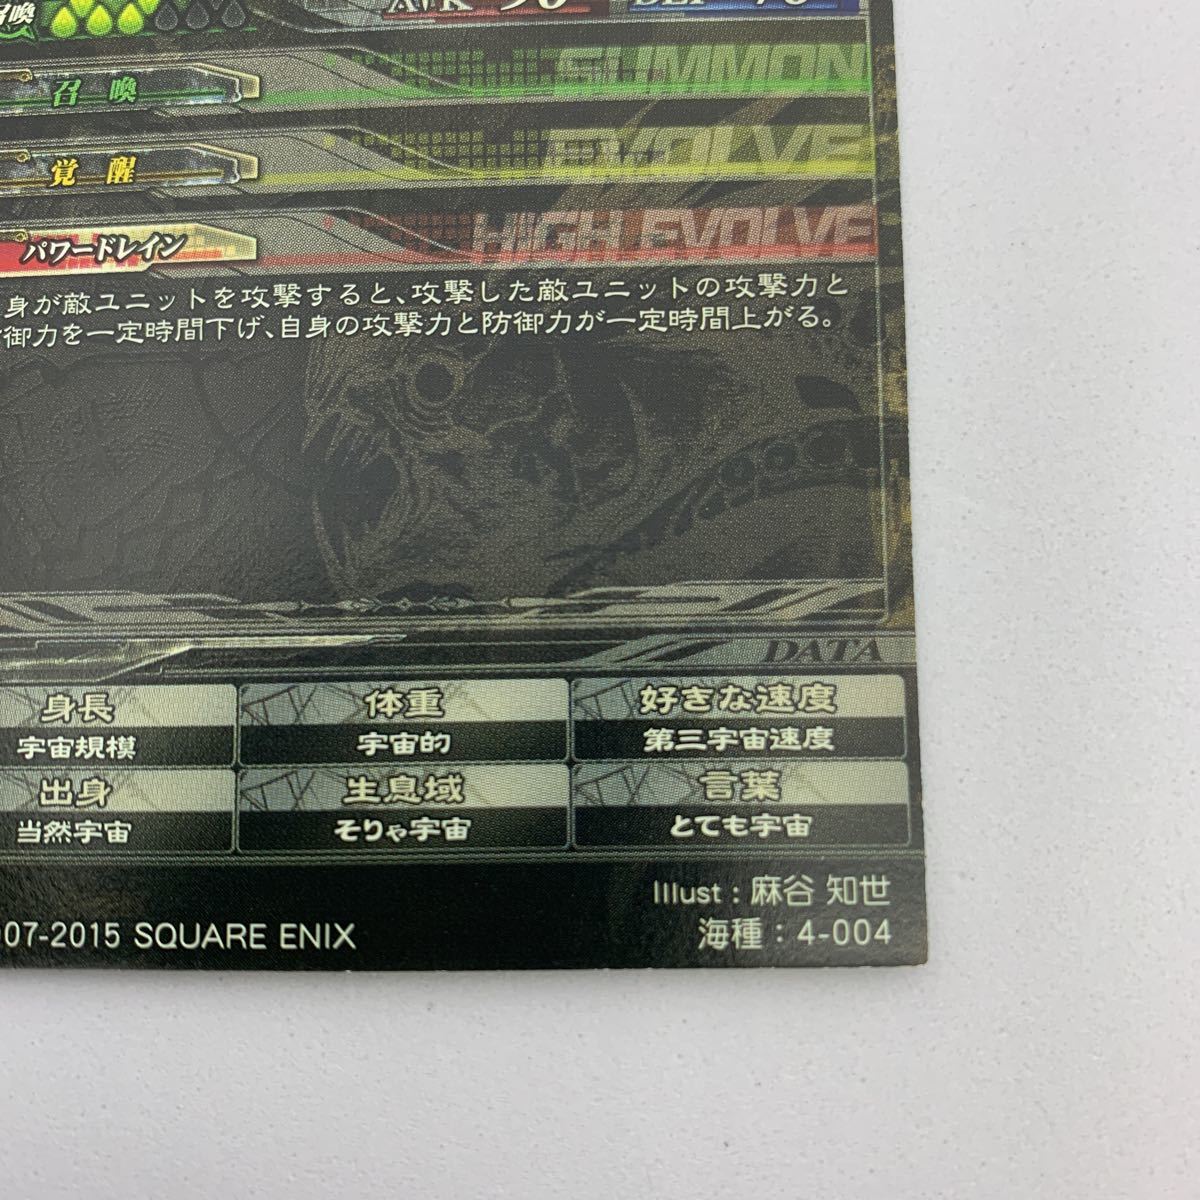 召喚 ATK 90 DEF 70
召喚 SUMMON
覚醒 EVOLVE
パワードレイン HIGH EVOLVE
身が敵ユニットを攻撃すると、攻撃した敵ユニットの攻撃力と
御力を一定時間下げ、自身の攻撃力と防御力が一定時間上がる。
DATA
身長 体重 好きな速度
宇宙規模 宇宙的 第三宇宙速度
出身 生息域 言葉
当然宇宙 そりゃ宇宙 とても宇宙
Illust：麻谷 知世
007-2015 SQUARE ENIX 海種：4-004